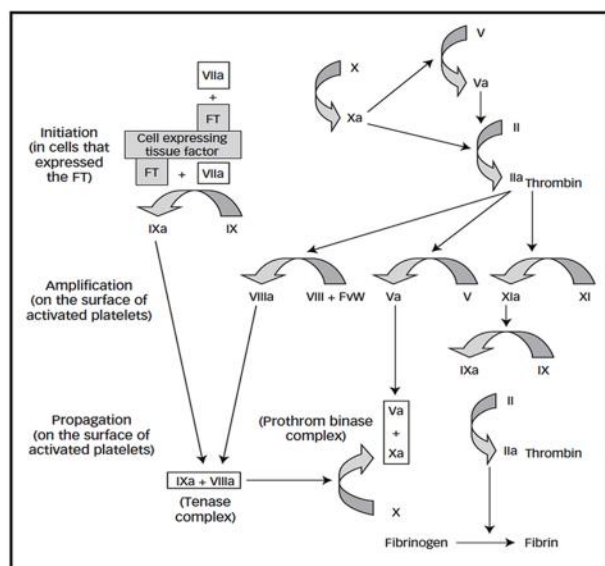 VIIa
+
FT
Cell expressing
tissue factor
FT
+
VIIa
IXa
IX
Initiation
(in cells that
expressed
the FT)
X
Xa
V
Va
II
IIa Thrombin
Amplification
(on the surface of
activated platelets)
VIIIa
VIII + FvW
Va
V
XIa
XI
IXa
IX
Propagation
(on the surface of
activated platelets)
IXa + VIIIa
(Tenase
complex)
(Prothrom binase
complex)
Va
+
Xa
X
II
IIa Thrombin
Fibrinogen
Fibrin